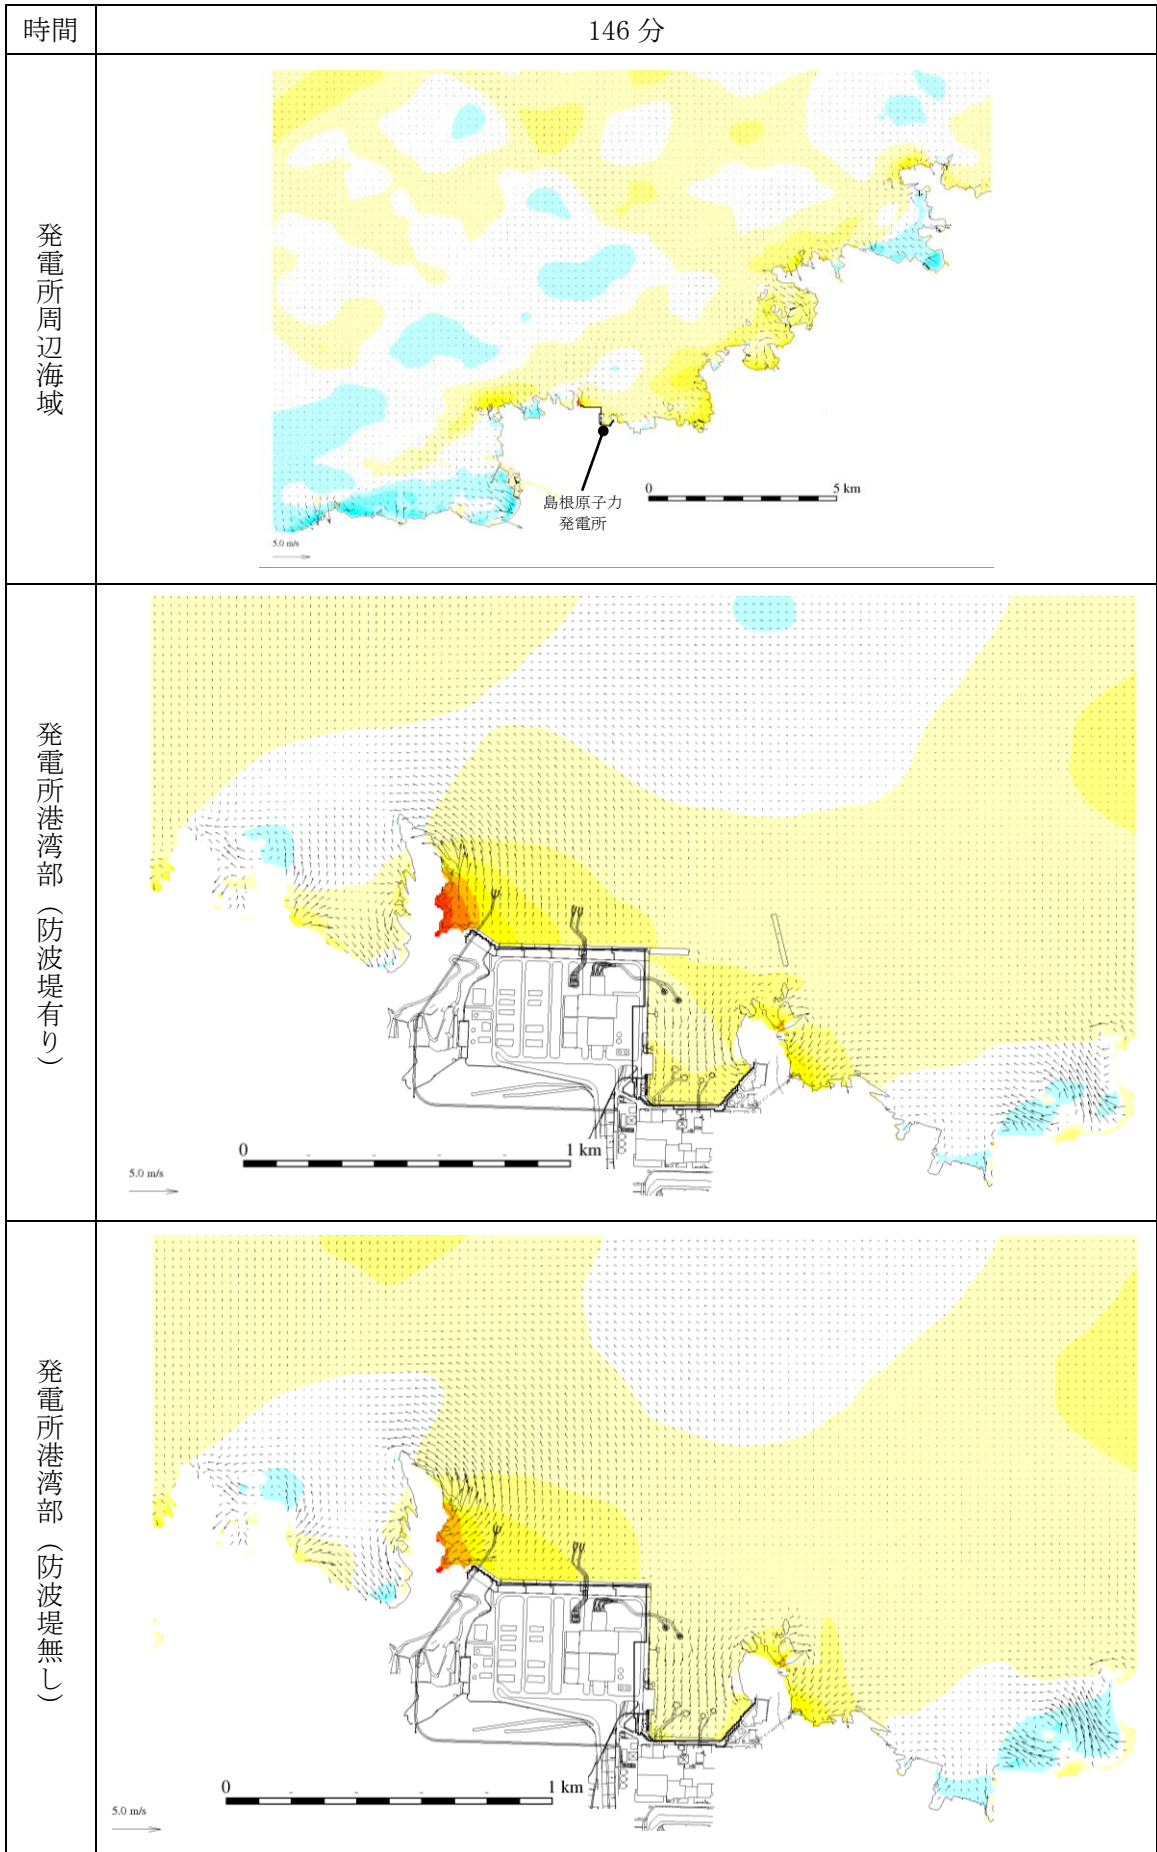 時間
146 分
発電所周辺海域
島根原子力
発電所
0
5 km
5.0 m/s
発電所港湾部（防波堤有り）
0
1 km
5.0 m/s
発電所港湾部（防波堤無し）
0
1 km
5.0 m/s